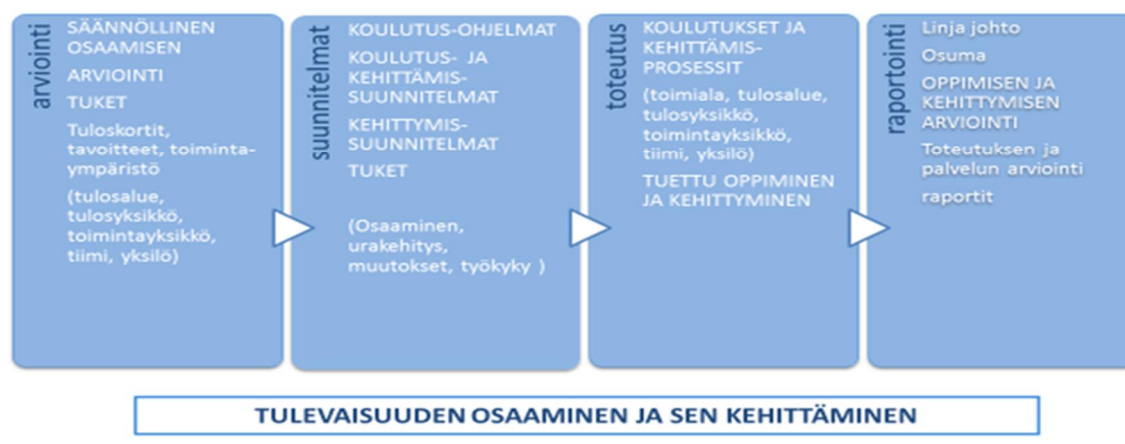 arviointi
SÄÄNNÖLLINEN
OSAAMISEN
ARVIOINTI
TUKET
Tuloskortit,
tavoitteet, toiminta-
ympäristö
(tulosalue,
tulosyksikkö,
toimintayksikkö,
tiimi, yksilö)
suunnitelmat
KOULUTUS-OHJELMAT
KOULUTUS- JA
KEHITTÄMIS-
SUUNNITELMAT
KEHITTYMIS-
SUUNNITELMAT
TUKET
(Osaaminen,
urakehitys,
muutokset, työkyky )
toteutus
KOULUTUKSET JA
KEHITTÄMIS-
PROSESSIT
(toimiala, tulosalue,
tulosyksikkö,
toimintayksikkö,
tiimi, yksilö)
TUETTU OPPIMINEN
JA KEHITTYMINEN
raportointi
Linja johto
Osuma
OPPIMISEN JA
KEHITTYMISEN
ARVIOINTI
Toteutuksen ja
palvelun arviointi
raportit
TULEVAISUUDEN OSAAMINEN JA SEN KEHITTÄMINEN